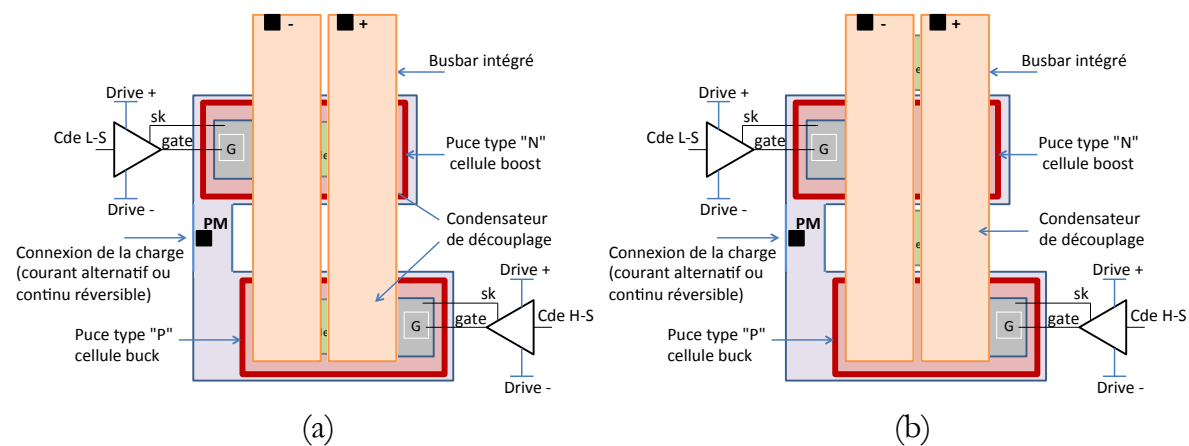 -
+
Busbar intégré
Drive +
sk
Cde L-S
gate
G
Puce type "N"
cellule boost
Drive -
PM
Condensateur
de découplage
Connexion de la charge
(courant alternatif ou
continu réversible)
Drive +
sk
Cde H-S
gate
G
Puce type "P"
cellule buck
Drive -
(a)
-
+
Busbar intégré
Drive +
sk
Cde L-S
gate
G
Puce type "N"
cellule boost
Drive -
PM
Condensateur
de découplage
Connexion de la charge
(courant alternatif ou
continu réversible)
Drive +
sk
Cde H-S
gate
G
Puce type "P"
cellule buck
Drive -
(b)